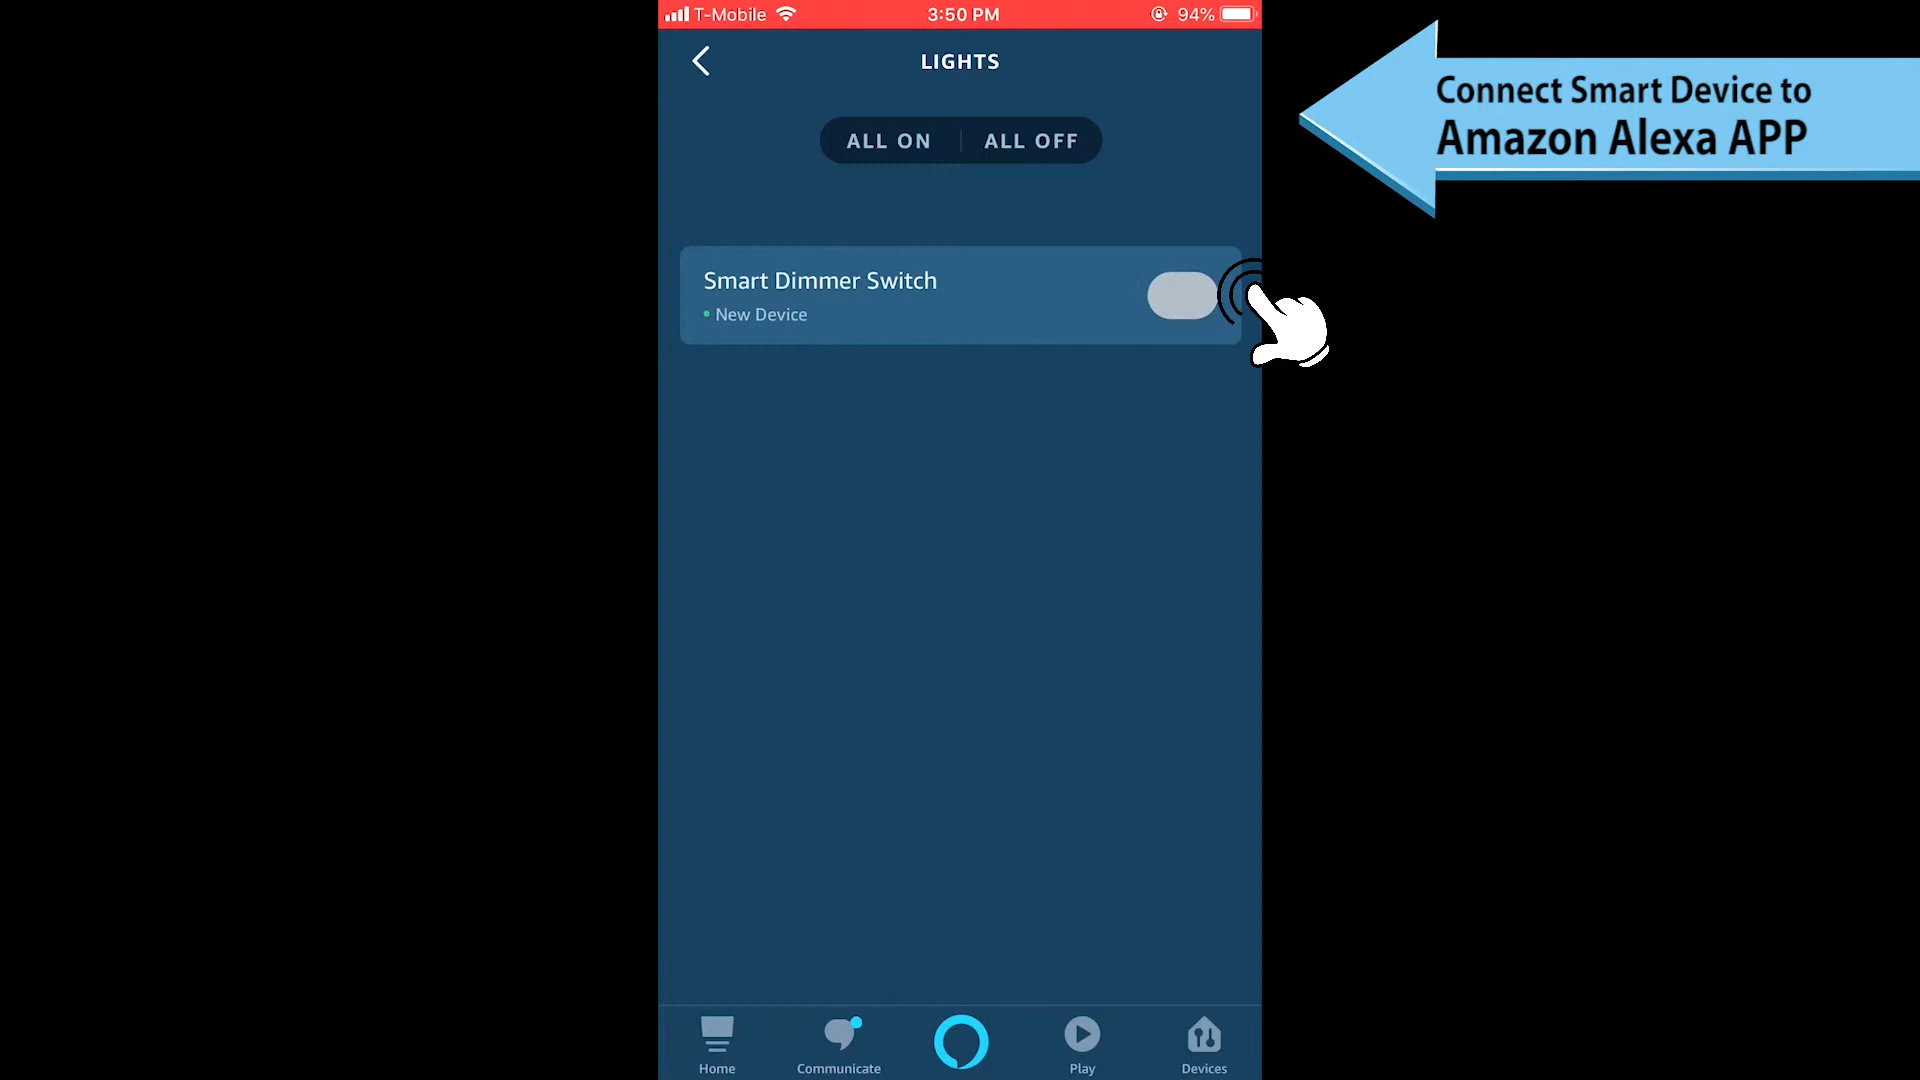 T-Mobile 3:50 PM 94%
LIGHTS
ALL ON ALL OFF
Connect Smart Device to
Amazon Alexa APP
Smart Dimmer Switch
New Device
Home Communicate Play Devices